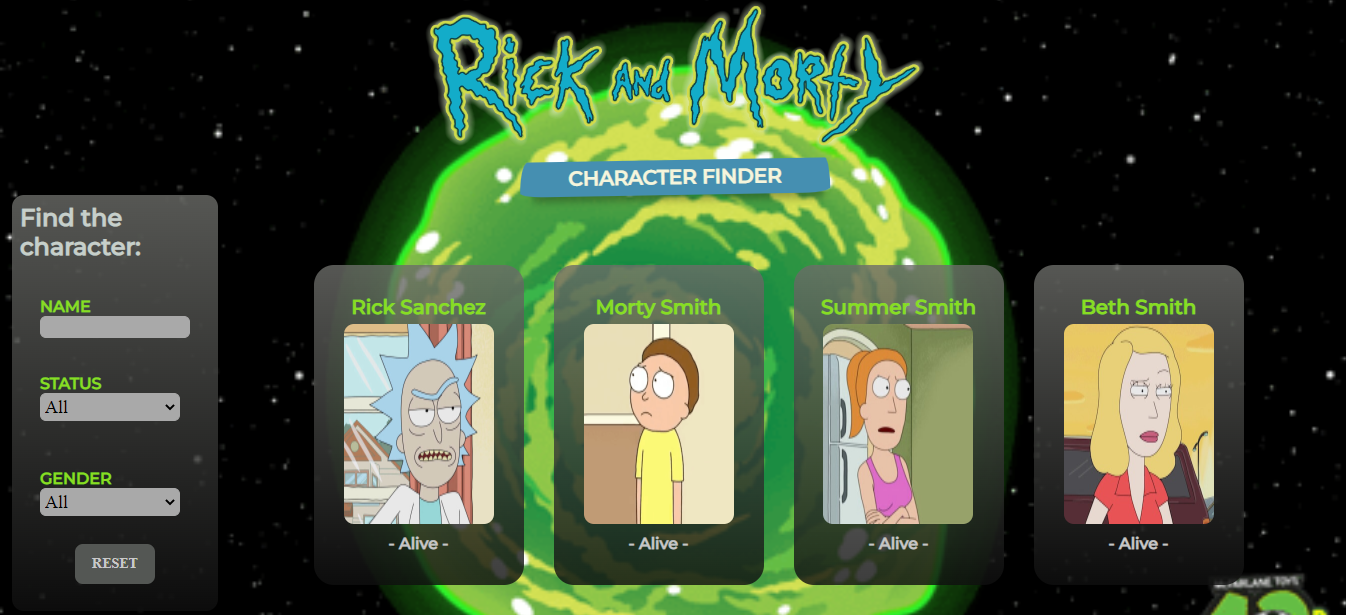 Rick and Morty
CHARACTER FINDER
Find the
character:
NAME
STATUS
All
GENDER
All
RESET
Rick Sanchez
- Alive -
Morty Smith
- Alive -
Summer Smith
- Alive -
Beth Smith
- Alive -